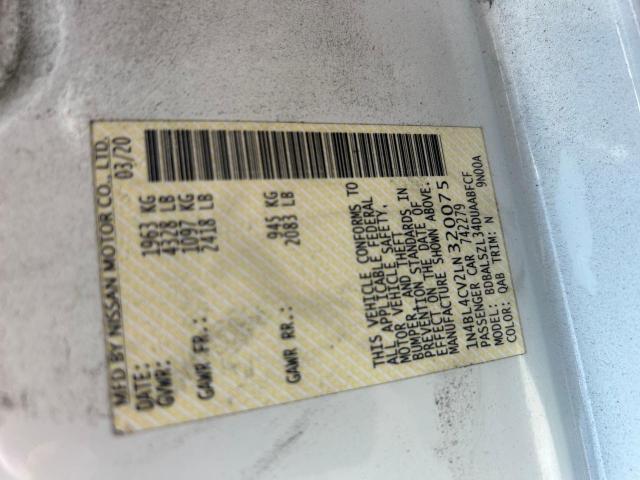 MFD BY NISSAN MOTOR CO., LTD.
DATE: 03/20
GVWR: 1963 KG
4328 LB
GAWR FR.: 1097 KG
2418 LB
GAWR RR.: 945 KG
2083 LB
THIS VEHICLE CONFORMS TO
ALL APPLICABLE FEDERAL
MOTOR VEHICLE SAFETY,
BUMPER, AND THEFT
PREVENTION STANDARDS IN
EFFECT ON THE DATE OF
MANUFACTURE SHOWN ABOVE.
1N4BL4CV2LN320075
PASSENGER CAR 742279
MODEL: BDBALSZL34DUAABFCF
COLOR: QAB TRIM: N 9N00A